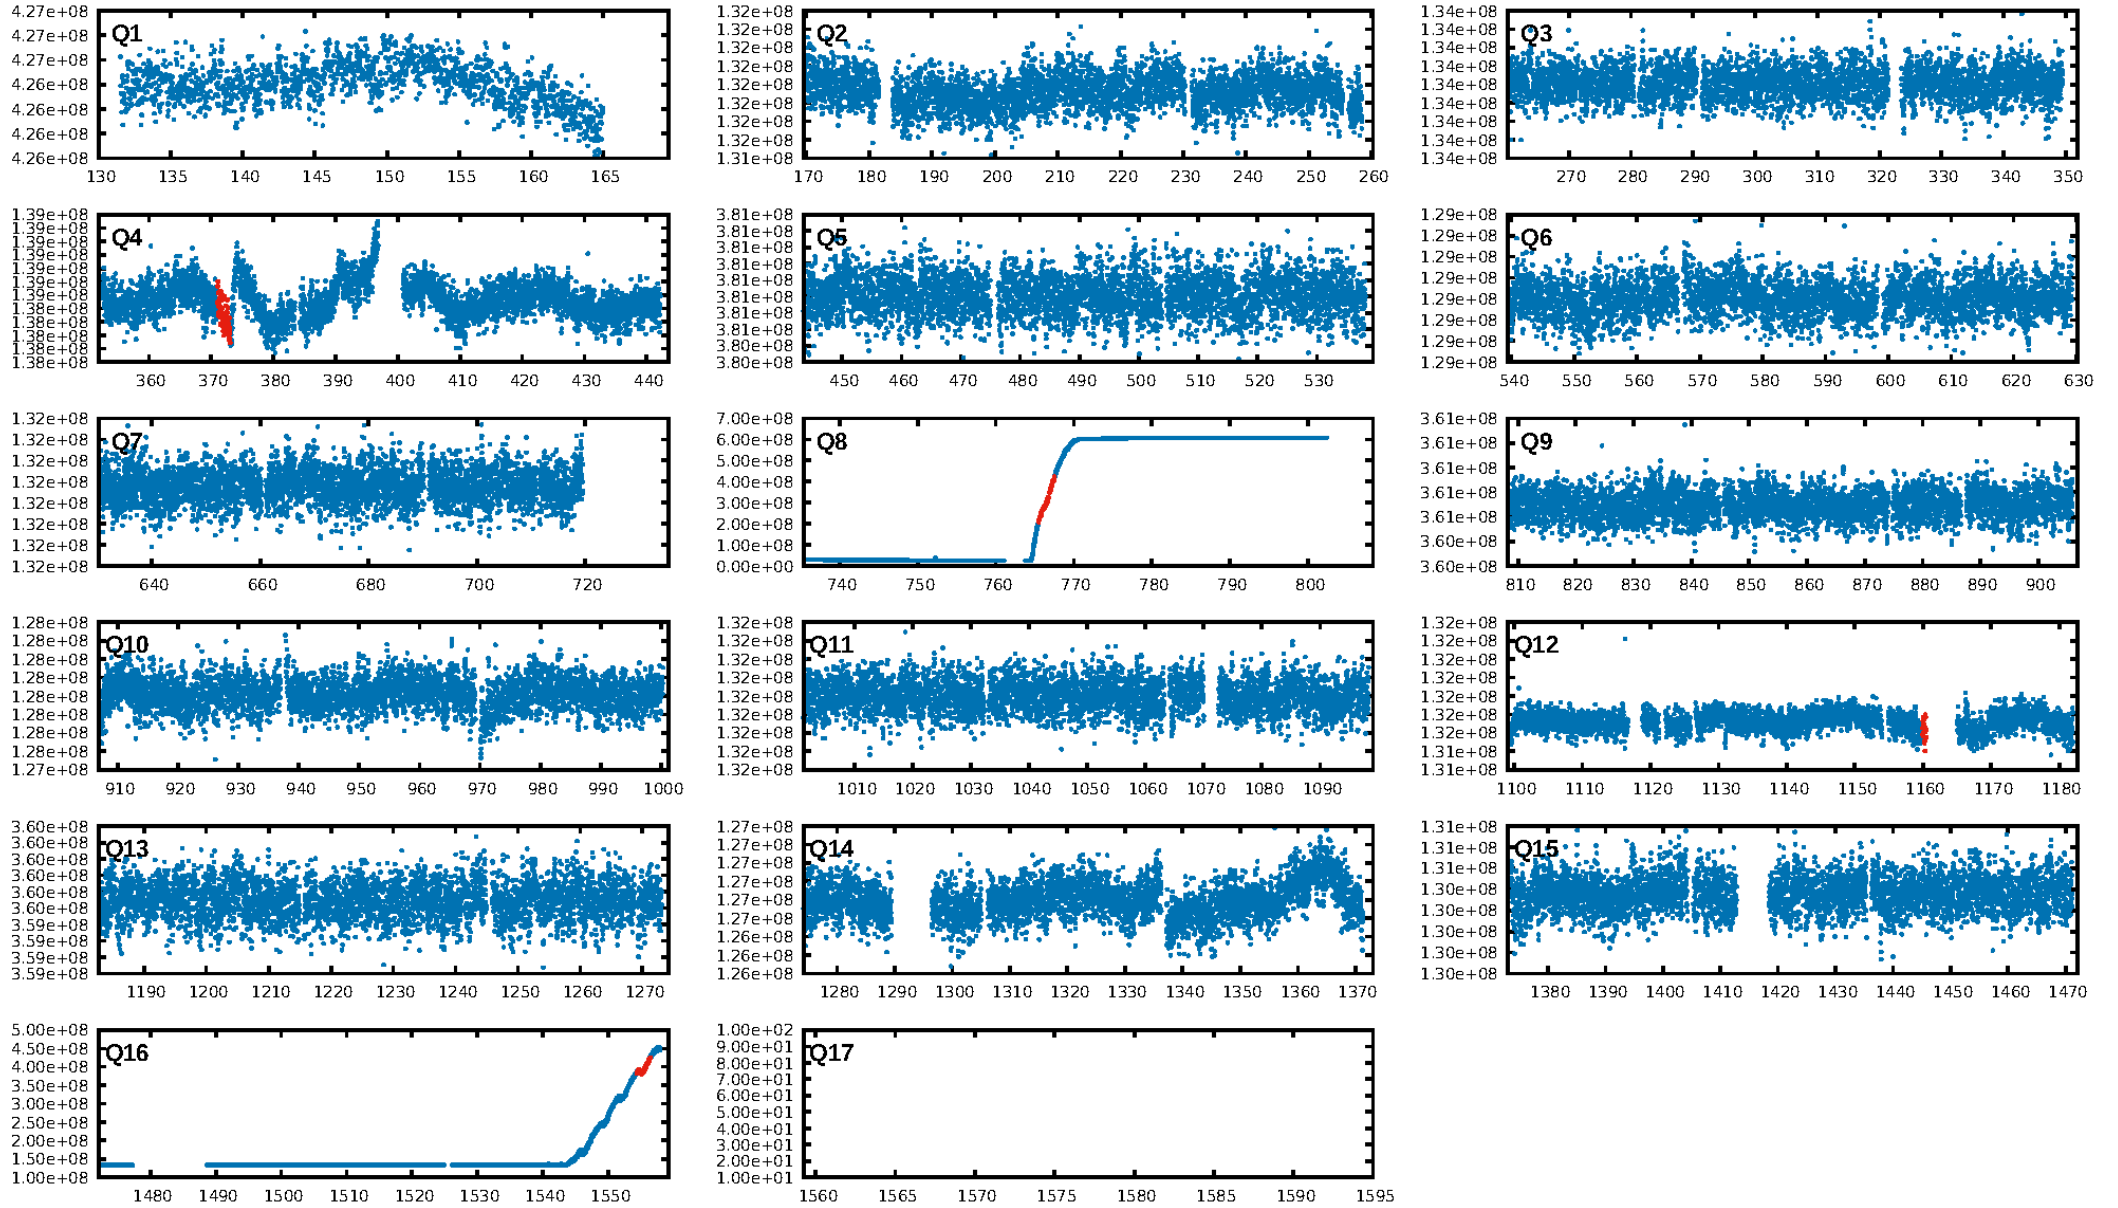 4.27e+08 4.27e+08 4.27e+08 4.26e+08 4.26e+08 4.26e+08 4.26e+08
Q1
130 135 140 145 150 155 160 165
1.32e+08 1.32e+08 1.32e+08 1.32e+08 1.32e+08 1.32e+08 1.32e+08 1.32e+08 1.31e+08
Q2
170 180 190 200 210 220 230 240 250 260
1.34e+08 1.34e+08 1.34e+08 1.34e+08 1.34e+08 1.34e+08 1.34e+08 1.34e+08 1.34e+08
Q3
270 280 290 300 310 320 330 340 350
1.39e+08 1.39e+08 1.39e+08 1.39e+08 1.39e+08 1.39e+08 1.39e+08 1.38e+08 1.38e+08 1.38e+08 1.38e+08 1.38e+08
Q4
360 370 380 390 400 410 420 430 440
3.81e+08 3.81e+08 3.81e+08 3.81e+08 3.81e+08 3.81e+08 3.81e+08 3.81e+08 3.80e+08 3.80e+08
Q5
450 460 470 480 490 500 510 520 530
1.29e+08 1.29e+08 1.29e+08 1.29e+08 1.29e+08 1.29e+08 1.29e+08 1.29e+08
Q6
540 550 560 570 580 590 600 610 620 630
1.32e+08 1.32e+08 1.32e+08 1.32e+08 1.32e+08 1.32e+08 1.32e+08 1.32e+08
Q7
640 660 680 700 720
7.00e+08 6.00e+08 5.00e+08 4.00e+08 3.00e+08 2.00e+08 1.00e+08 0.00e+00
Q8
740 750 760 770 780 790 800
3.61e+08 3.61e+08 3.61e+08 3.61e+08 3.61e+08 3.60e+08 3.60e+08
Q9
810 820 830 840 850 860 870 880 890 900
1.28e+08 1.28e+08 1.28e+08 1.28e+08 1.28e+08 1.28e+08 1.28e+08 1.28e+08 1.27e+08
Q10
910 920 930 940 950 960 970 980 990 1000
1.32e+08 1.32e+08 1.32e+08 1.32e+08 1.32e+08 1.32e+08 1.32e+08 1.32e+08 1.32e+08
Q11
1010 1020 1030 1040 1050 1060 1070 1080 1090
1.32e+08 1.32e+08 1.32e+08 1.32e+08 1.32e+08 1.32e+08 1.31e+08 1.31e+08
Q12
1100 1110 1120 1130 1140 1150 1160 1170 1180
3.60e+08 3.60e+08 3.60e+08 3.60e+08 3.60e+08 3.60e+08 3.59e+08 3.59e+08 3.59e+08 3.59e+08
Q13
1190 1200 1210 1220 1230 1240 1250 1260 1270
1.27e+08 1.27e+08 1.27e+08 1.27e+08 1.27e+08 1.27e+08 1.26e+08 1.26e+08 1.26e+08
Q14
1280 1290 1300 1310 1320 1330 1340 1350 1360 1370
1.31e+08 1.31e+08 1.31e+08 1.30e+08 1.30e+08 1.30e+08 1.30e+08 1.30e+08
Q15
1380 1390 1400 1410 1420 1430 1440 1450 1460 1470
5.00e+08 4.50e+08 4.00e+08 3.50e+08 3.00e+08 2.50e+08 2.00e+08 1.50e+08 1.00e+08
Q16
1480 1490 1500 1510 1520 1530 1540 1550
1.00e+02 9.00e+01 8.00e+01 7.00e+01 6.00e+01 5.00e+01 4.00e+01 3.00e+01 2.00e+01 1.00e+01
Q17
1560 1565 1570 1575 1580 1585 1590 1595